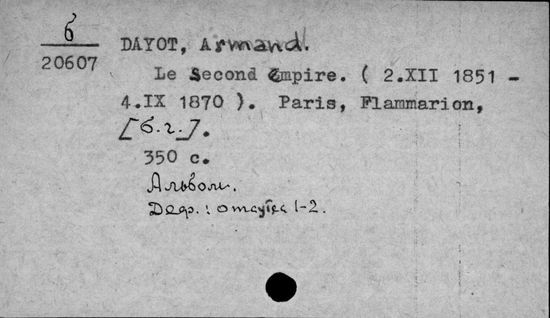 б
20607
DAYOT, Armand.
Le Second Empire. ( 2.XII 1851 -
4.IX 1870 ). Paris, Flammarion,
[б.г.].
350 с.
Альбом.
Деф.: отсутс 1-2.